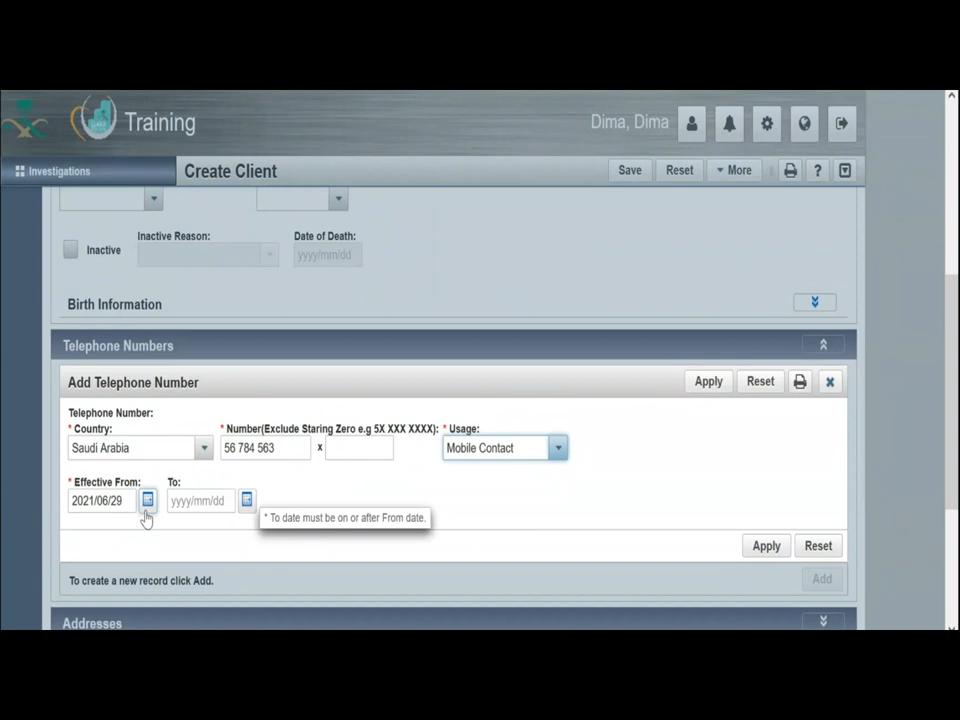 Training
Dima, Dima
Investigations
Create Client
Save Reset More ?
Inactive Reason: Date of Death:
Inactive yyyy/mm/dd
Birth Information
Telephone Numbers
Add Telephone Number Apply Reset
Telephone Number:
* Country: * Number(Exclude Staring Zero e.g 5X XXX XXXX): * Usage:
Saudi Arabia 56 784 563 x Mobile Contact
* Effective From: To:
2021/06/29 yyyy/mm/dd
* To date must be on or after From date.
Apply Reset
To create a new record click Add. Add
Addresses